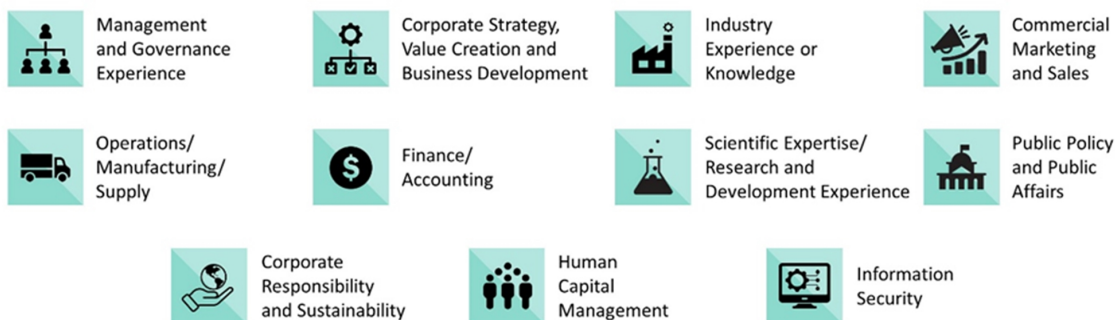 Management
and Governance
Experience
Corporate Strategy,
Value Creation and
Business Development
Industry
Experience or
Knowledge
Commercial
Marketing
and Sales
Operations/
Manufacturing/
Supply
$
Finance/
Accounting
Scientific Expertise/
Research and
Development Experience
Public Policy
and Public
Affairs
Corporate
Responsibility
and Sustainability
Human
Capital
Management
Information
Security